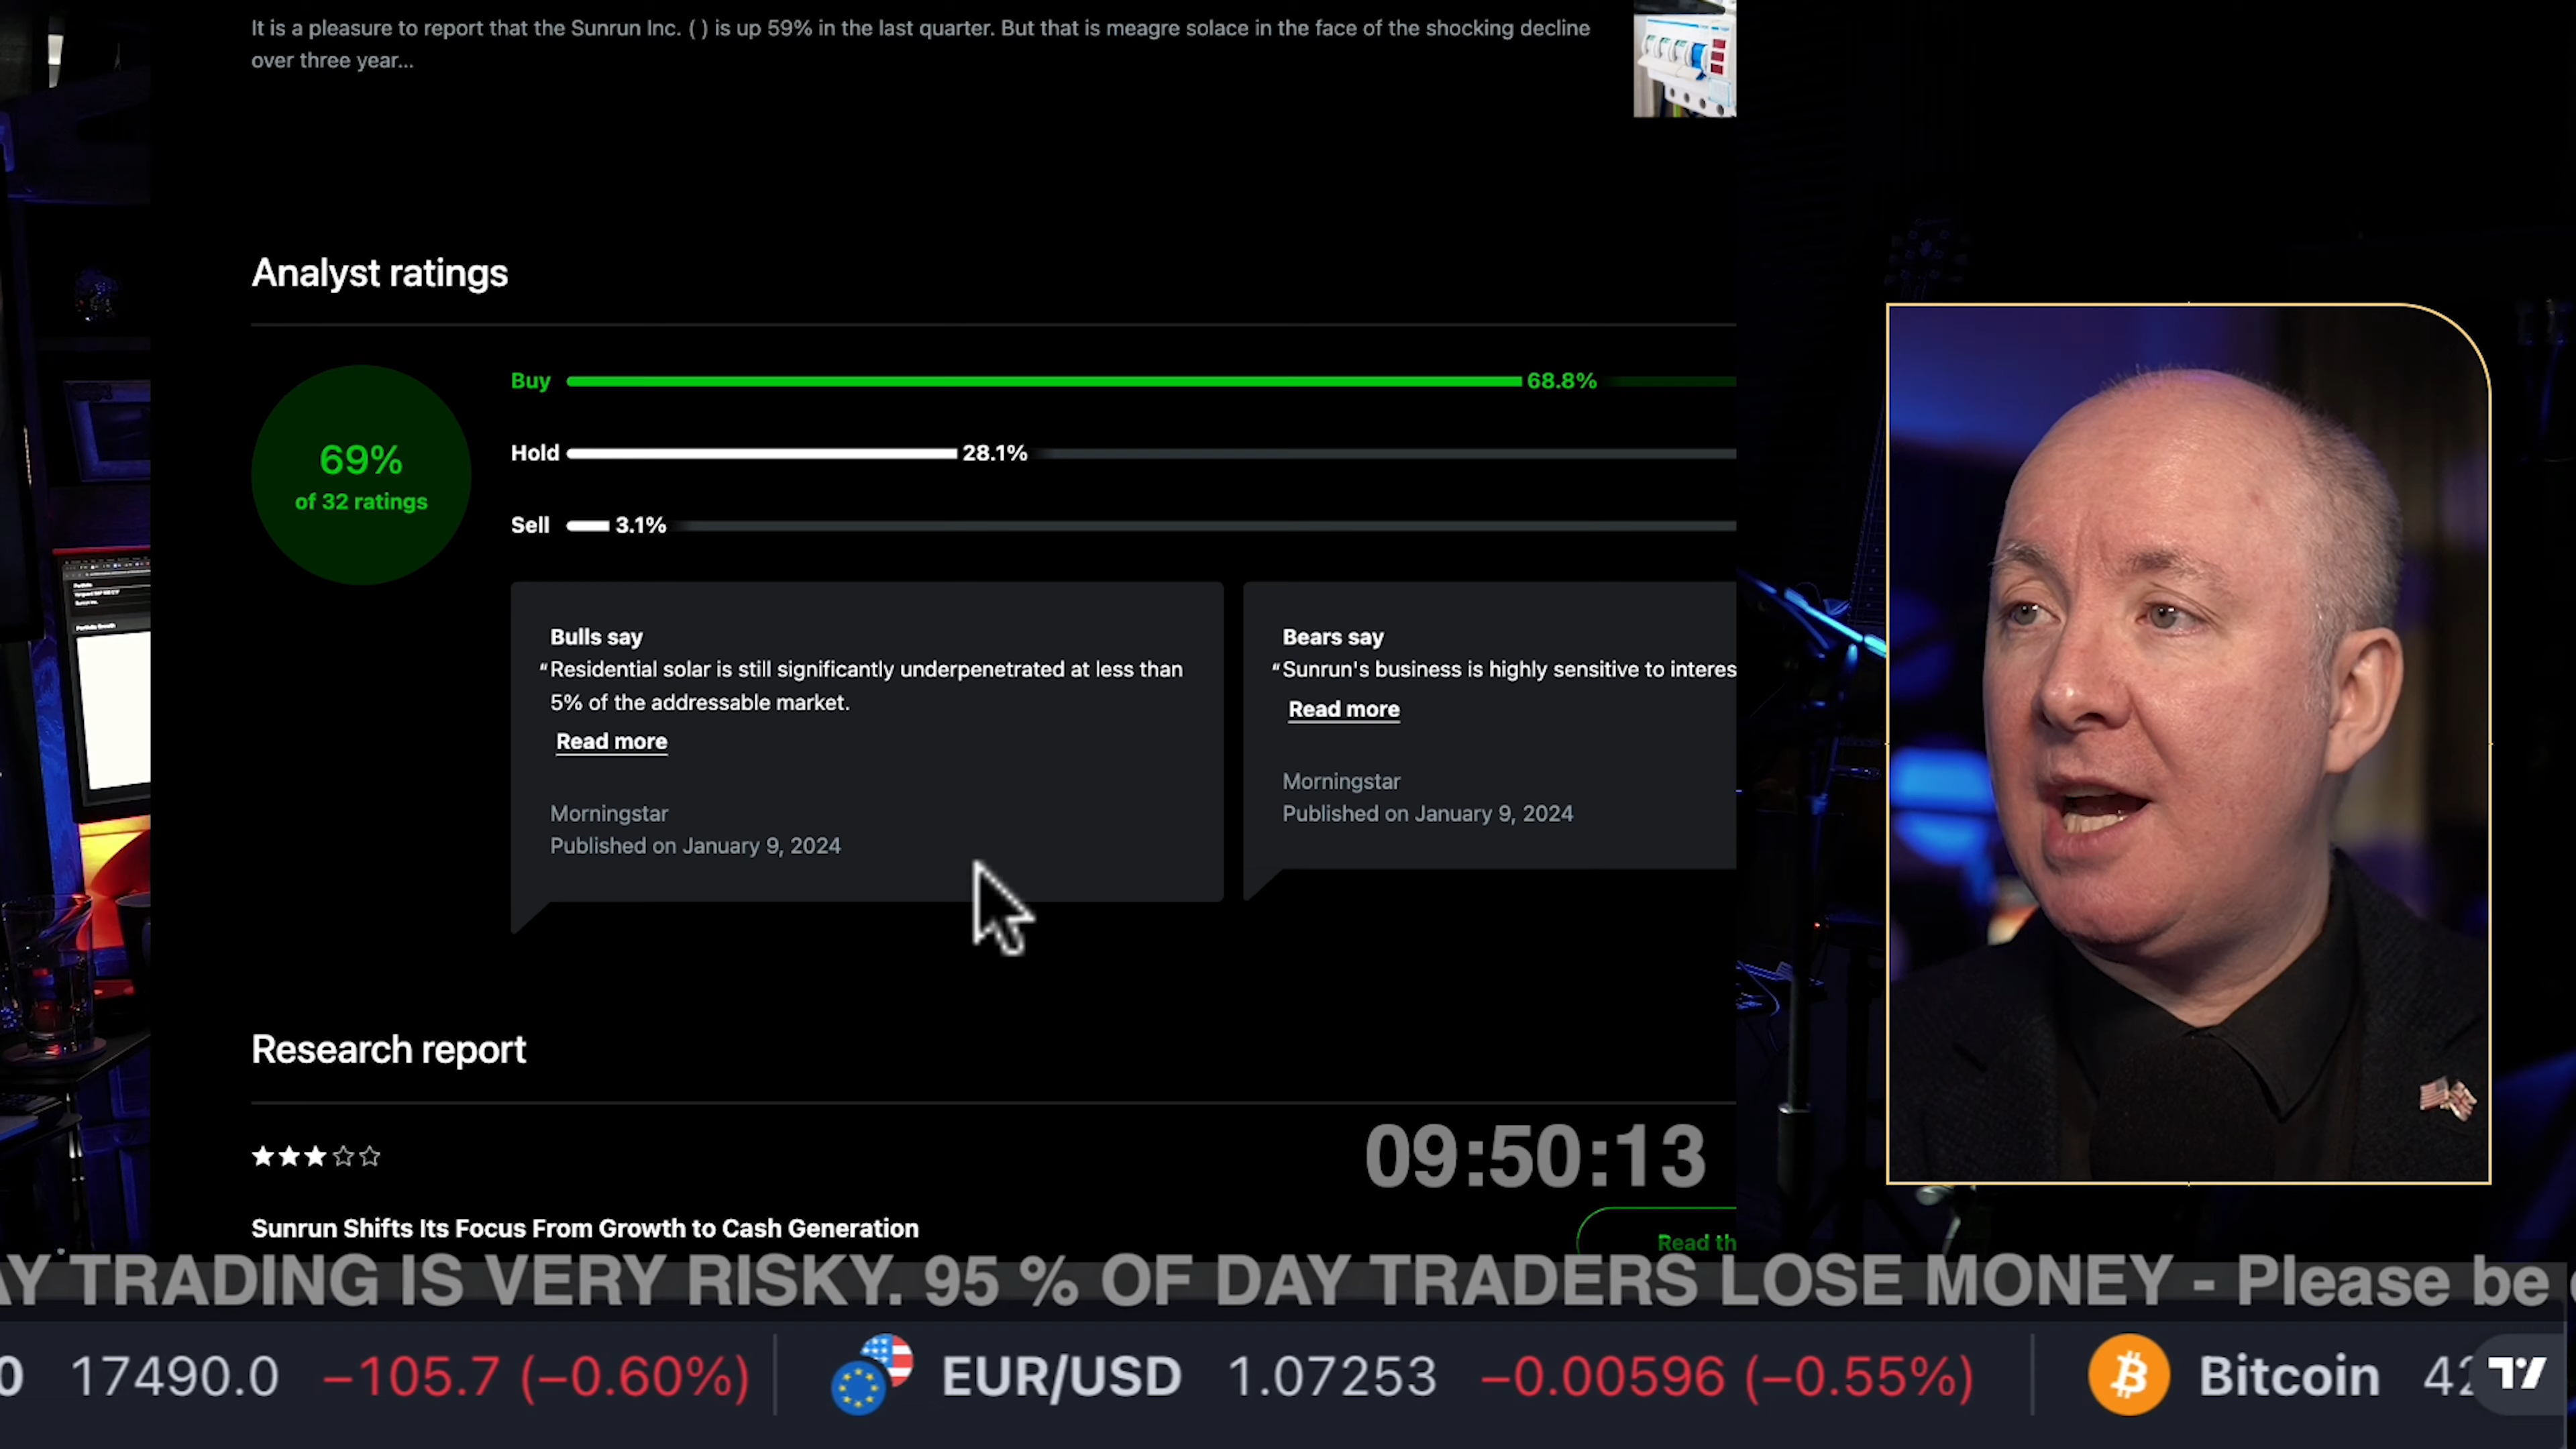 It is a pleasure to report that the Sunrun Inc. ( ) is up 59% in the last quarter. But that is meagre solace in the face of the shocking decline
over three year...
Analyst ratings
69%
of 32 ratings
Buy 68.8%
Hold 28.1%
Sell 3.1%
Bulls say
“Residential solar is still significantly underpenetrated at less than
5% of the addressable market.
Read more
Morningstar
Published on January 9, 2024
Bears say
“Sunrun's business is highly sensitive to interes
Read more
Morningstar
Published on January 9, 2024
Research report
09:50:13
Sunrun Shifts Its Focus From Growth to Cash Generation
Read th
AY TRADING IS VERY RISKY. 95 % OF DAY TRADERS LOSE MONEY - Please be
0 17490.0 −105.7 (−0.60%) EUR/USD 1.07253 −0.00596 (−0.55%) Bitcoin 42